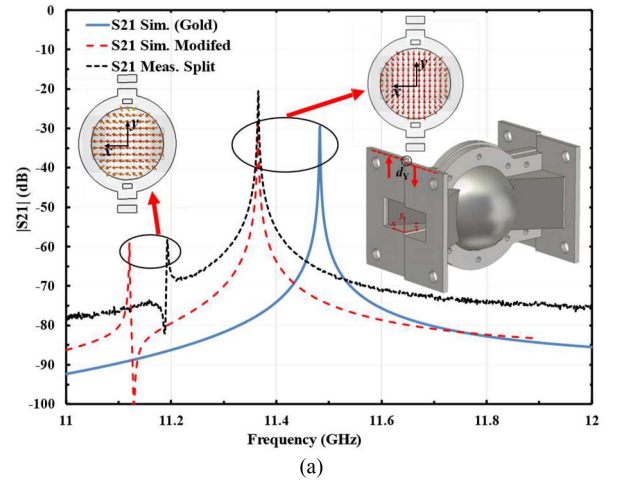 0
-10
-20
-30
-40
-50
-60
-70
-80
-90
-100
|S21| (dB)
S21 Sim. (Gold)
S21 Sim. Modifed
S21 Meas. Split
y
x
y
x
dY
11
11.2
11.4
11.6
11.8
12
Frequency (GHz)
(a)